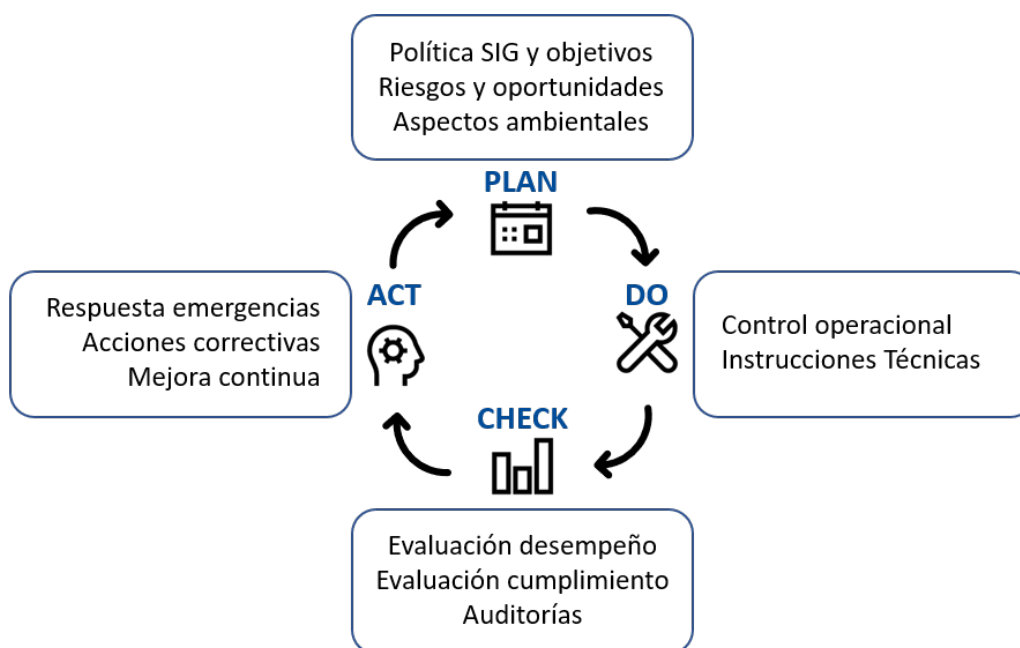 Política SIG y objetivos
Riesgos y oportunidades
Aspectos ambientales
PLAN
DO
Control operacional
Instrucciones Técnicas
CHECK
Evaluación desempeño
Evaluación cumplimiento
Auditorías
ACT
Respuesta emergencias
Acciones correctivas
Mejora continua